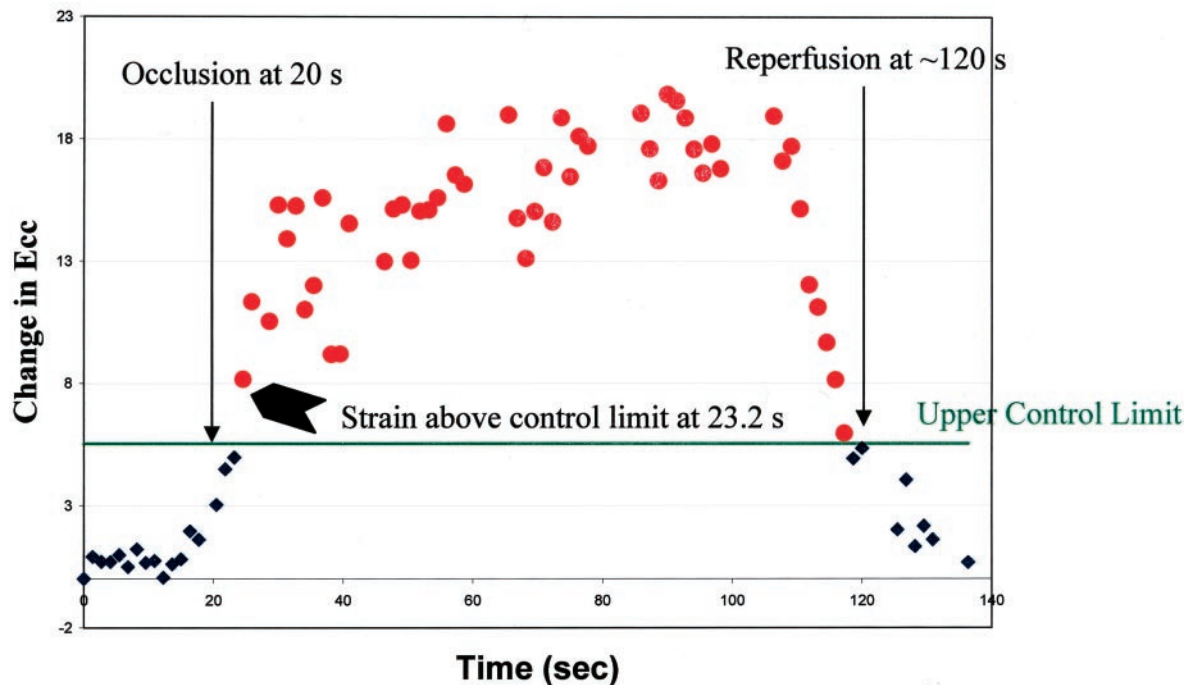 23
Occlusion at 20 s
Reperfusion at ~120 s
18
13
Change in Ecc
8
Strain above control limit at 23.2 s
Upper Control Limit
3
0 20 40 60 80 100 120 140
-2
Time (sec)